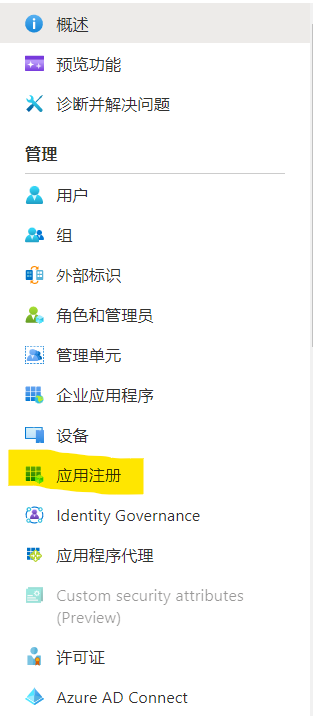 概述
预览功能
诊断并解决问题
管理
用户
组
外部标识
角色和管理员
管理单元
企业应用程序
设备
应用注册
Identity Governance
应用程序代理
Custom security attributes
(Preview)
许可证
Azure AD Connect